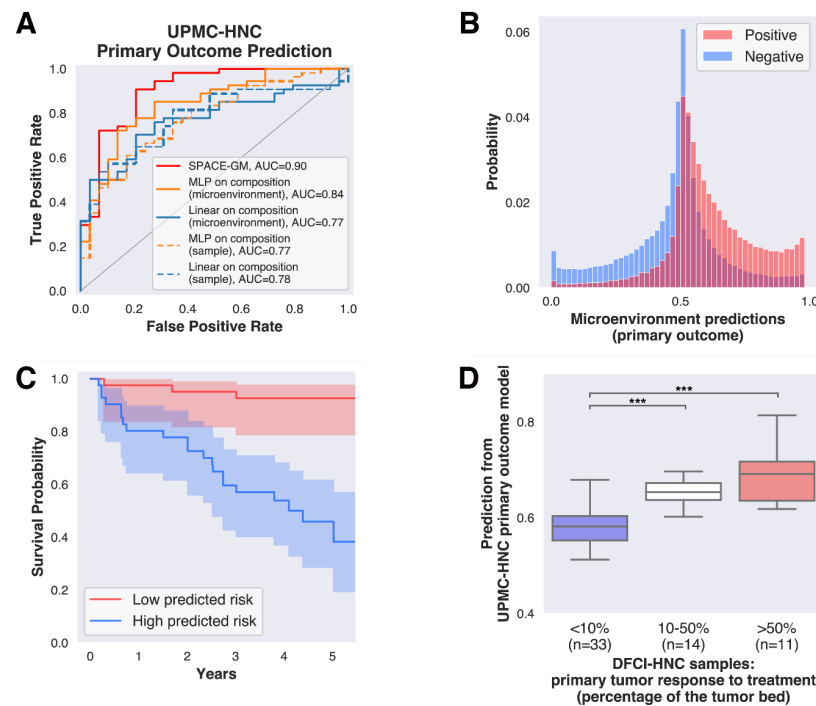 A
UPMC-HNC
Primary Outcome Prediction
True Positive Rate
1.0
0.8
0.6
0.4
0.2
0.0
SPACE-GM, AUC=0.90
MLP on composition
(microenvironment), AUC=0.84
Linear on composition
(microenvironment), AUC=0.77
MLP on composition
(sample), AUC=0.77
Linear on composition
(sample), AUC=0.78
0.0 0.2 0.4 0.6 0.8 1.0
False Positive Rate
B
Probability
0.06
0.04
0.02
0.00
Positive
Negative
0.0 0.5 1.0
Microenvironment predictions
(primary outcome)
C
Survival Probability
1.0
0.8
0.6
0.4
0.2
0.0
Low predicted risk
High predicted risk
0 1 2 3 4 5
Years
D
Prediction from
UPMC-HNC primary outcome model
0.8
0.6
0.4
***
***
<10% 10-50% >50%
(n=33) (n=14) (n=11)
DFCI-HNC samples:
primary tumor response to treatment
(percentage of the tumor bed)